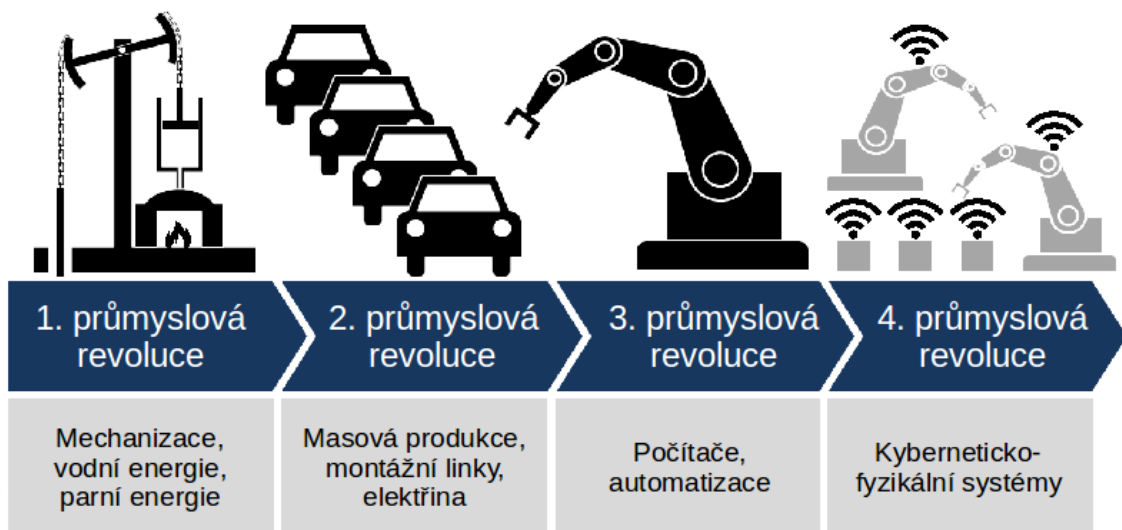 1. průmyslová
revoluce
2. průmyslová
revoluce
3. průmyslová
revoluce
4. průmyslová
revoluce
Mechanizace,
vodní energie,
parní energie
Masová produkce,
montážní linky,
elektřina
Počítače,
automatizace
Kyberneticko-
fyzikální systémy